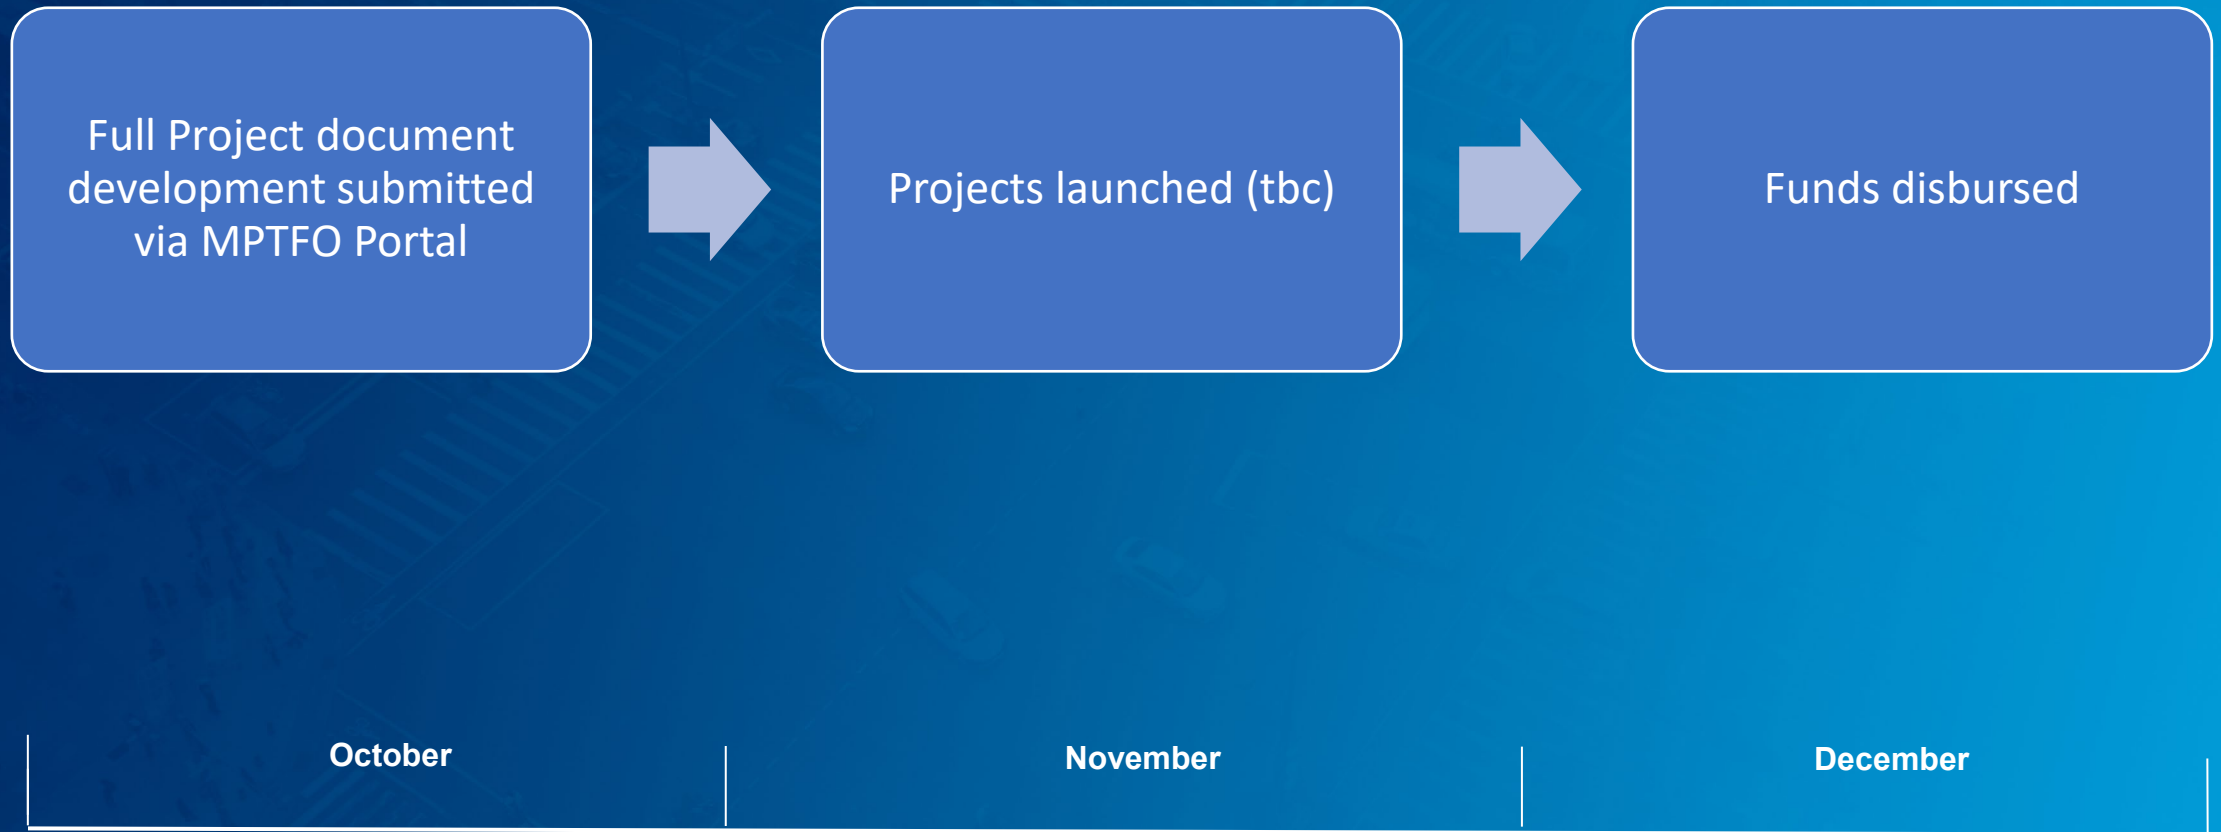 Full Project document
development submitted
via MPTFO Portal
Projects launched (tbc)
Funds disbursed
October
November
December